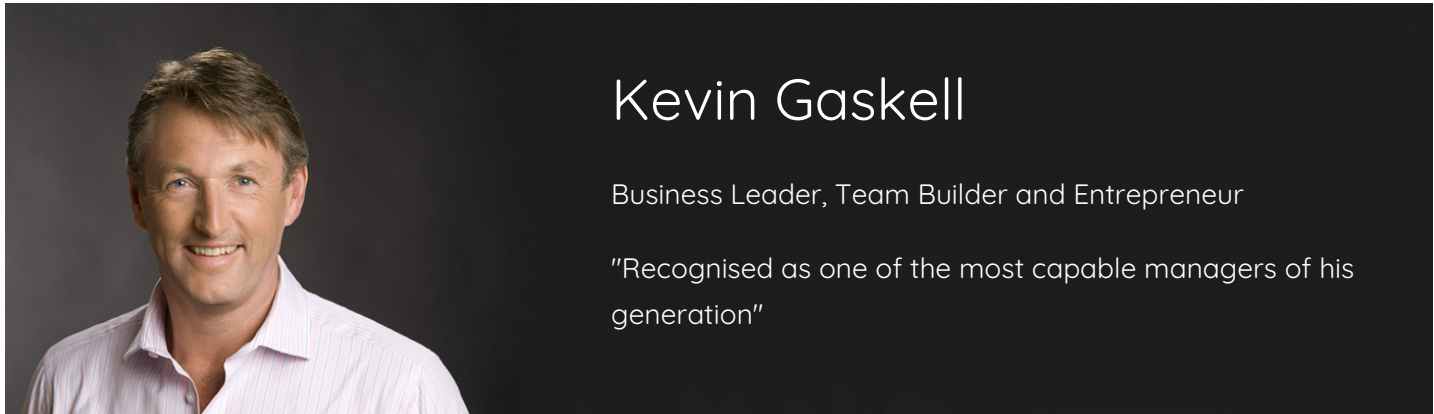 Kevin Gaskell
Business Leader, Team Builder and Entrepreneur
"Recognised as one of the most capable managers of his
generation"